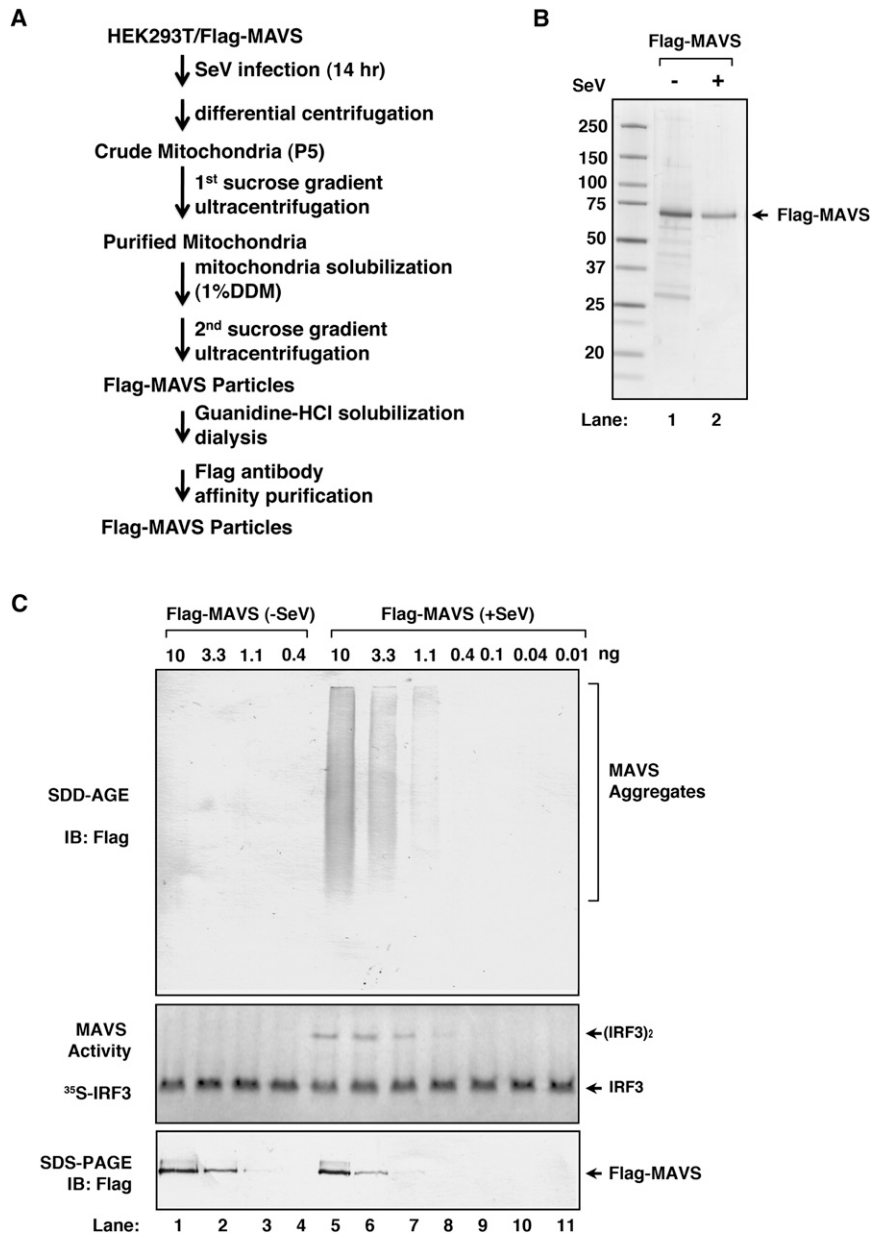 A
HEK293T/Flag-MAVS
SeV infection (14 hr)
differential centrifugation
Crude Mitochondria (P5)
1st sucrose gradient
ultracentrifugation
Purified Mitochondria
mitochondria solubilization
(1%DDM)
2nd sucrose gradient
ultracentrifugation
Flag-MAVS Particles
Guanidine-HCl solubilization
dialysis
Flag antibody
affinity purification
Flag-MAVS Particles
B
Flag-MAVS
SeV - +
250
150
100
75
50
37
25
20
Flag-MAVS
Lane: 1 2
C
Flag-MAVS (-SeV) Flag-MAVS (+SeV)
10 3.3 1.1 0.4 10 3.3 1.1 0.4 0.1 0.04 0.01 ng
SDD-AGE
IB: Flag
MAVS
Aggregates
MAVS
Activity
35S-IRF3
(IRF3)2
IRF3
SDS-PAGE
IB: Flag
Flag-MAVS
Lane: 1 2 3 4 5 6 7 8 9 10 11